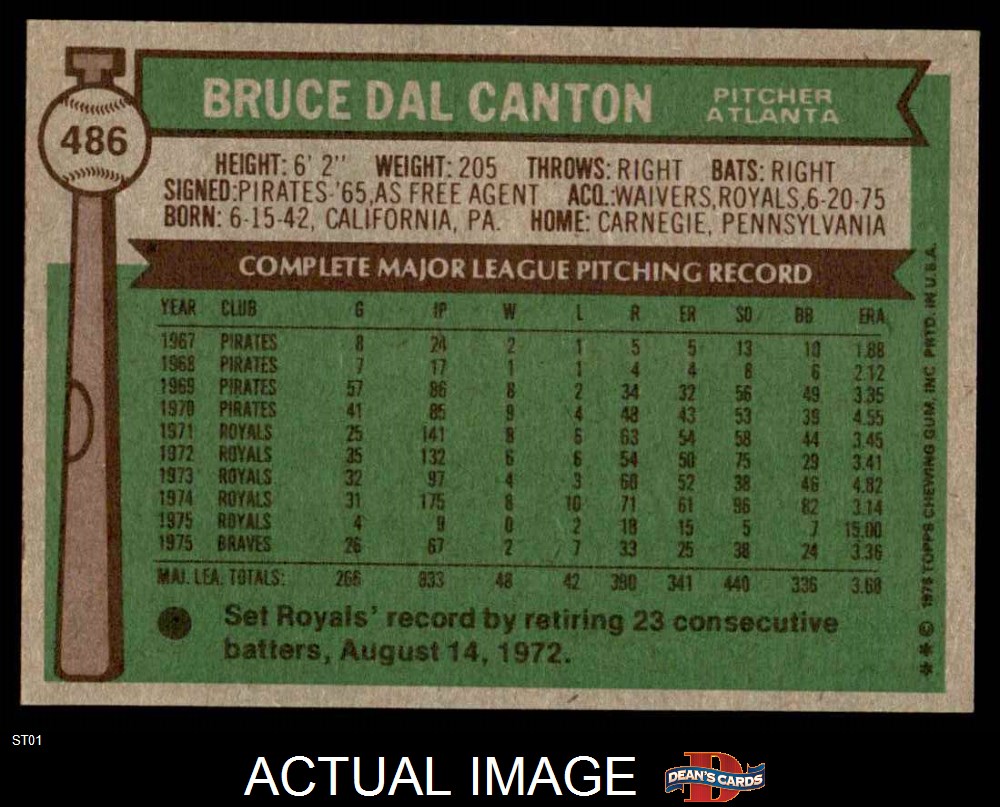 486
BRUCE DAL CANTON
PITCHER
ATLANTA
HEIGHT: 6' 2" WEIGHT: 205 THROWS: RIGHT BATS: RIGHT
SIGNED: PIRATES-'65, AS FREE AGENT ACQ.: WAIVERS, ROYALS, 6-20-75
BORN: 6-15-42, CALIFORNIA, PA. HOME: CARNEGIE, PENNSYLVANIA
COMPLETE MAJOR LEAGUE PITCHING RECORD
YEAR CLUB G IP W L R ER SO BB ERA
1967 PIRATES 8 24 2 1 5 5 13 10 1.88
1968 PIRATES 7 17 1 1 4 4 8 6 2.12
1969 PIRATES 57 86 8 2 34 32 56 49 3.35
1970 PIRATES 41 85 9 4 48 43 53 39 4.55
1971 ROYALS 25 141 8 6 63 54 58 44 3.45
1972 ROYALS 35 132 6 6 54 50 75 29 3.41
1973 ROYALS 32 97 4 3 60 52 38 46 4.82
1974 ROYALS 31 175 8 10 71 61 96 82 3.14
1975 ROYALS 4 9 0 2 18 15 5 7 15.00
1975 BRAVES 26 67 2 7 33 25 38 24 3.36
MAJ. LEA. TOTALS: 266 833 48 42 390 341 440 336 3.68
Set Royals' record by retiring 23 consecutive
batters, August 14, 1972.
** © 1976 TOPPS CHEWING GUM, INC PRTD. IN U.S.A.
ST01
ACTUAL IMAGE
DEAN'S CARDS